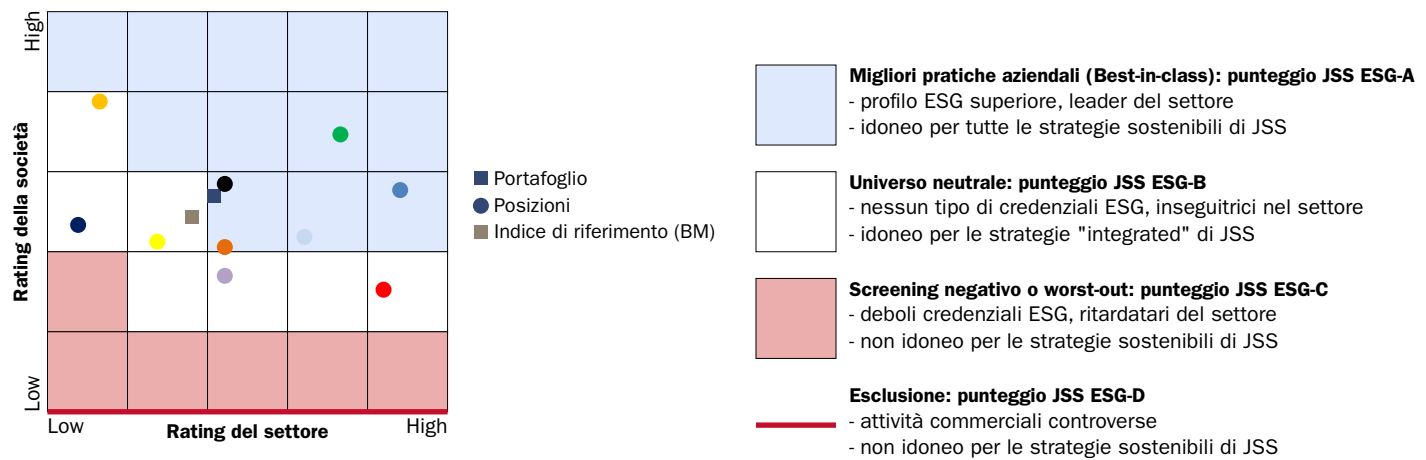 High
Rating della società
Low
Low
Rating del settore
High
Portafoglio
Posizioni
Indice di riferimento (BM)
Migliori pratiche aziendali (Best-in-class): punteggio JSS ESG-A
- profilo ESG superiore, leader del settore
- idoneo per tutte le strategie sostenibili di JSS
Universo neutrale: punteggio JSS ESG-B
- nessun tipo di credenziali ESG, inseguitrici nel settore
- idoneo per le strategie "integrated" di JSS
Screening negativo o worst-out: punteggio JSS ESG-C
- deboli credenziali ESG, ritardatari del settore
- non idoneo per le strategie sostenibili di JSS
Esclusione: punteggio JSS ESG-D
- attività commerciali controverse
- non idoneo per le strategie sostenibili di JSS